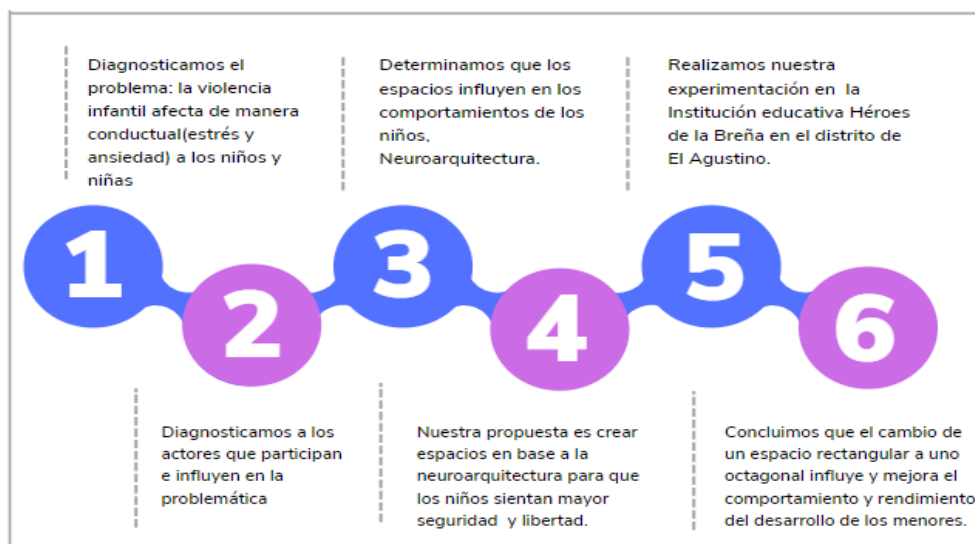 Diagnosticamos el
problema: la violencia
infantil afecta de manera
conductual(estrés y
ansiedad) a los niños y
niñas
Determinamos que los
espacios influyen en los
comportamientos de los
niños,
Neuroarquitectura.
Realizamos nuestra
experimentación en la
Institución educativa Héroes
de la Breña en el distrito de
El Agustino.
1
2
3
4
5
6
Diagnosticamos a los
actores que participan
e influyen en la
problemática
Nuestra propuesta es crear
espacios en base a la
neuroarquitectura para que
los niños sientan mayor
seguridad y libertad.
Concluimos que el cambio de
un espacio rectangular a uno
octagonal influye y mejora el
comportamiento y rendimiento
del desarrollo de los menores.